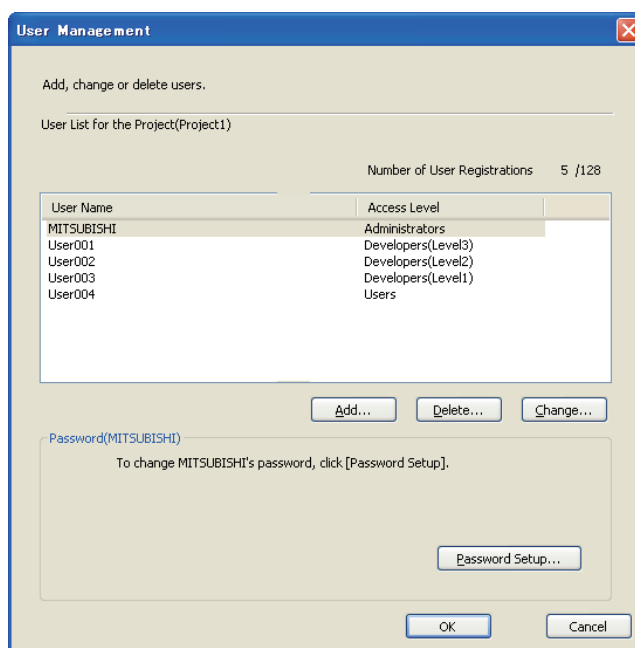 User Management
Add, change or delete users.
User List for the Project(Project1)
Number of User Registrations 5 /128
User Name Access Level
MITSUBISHI Administrators
User001 Developers(Level3)
User002 Developers(Level2)
User003 Developers(Level1)
User004 Users
Add... Delete... Change...
Password(MITSUBISHI)
To change MITSUBISHI's password, click [Password Setup].
Password Setup...
OK Cancel